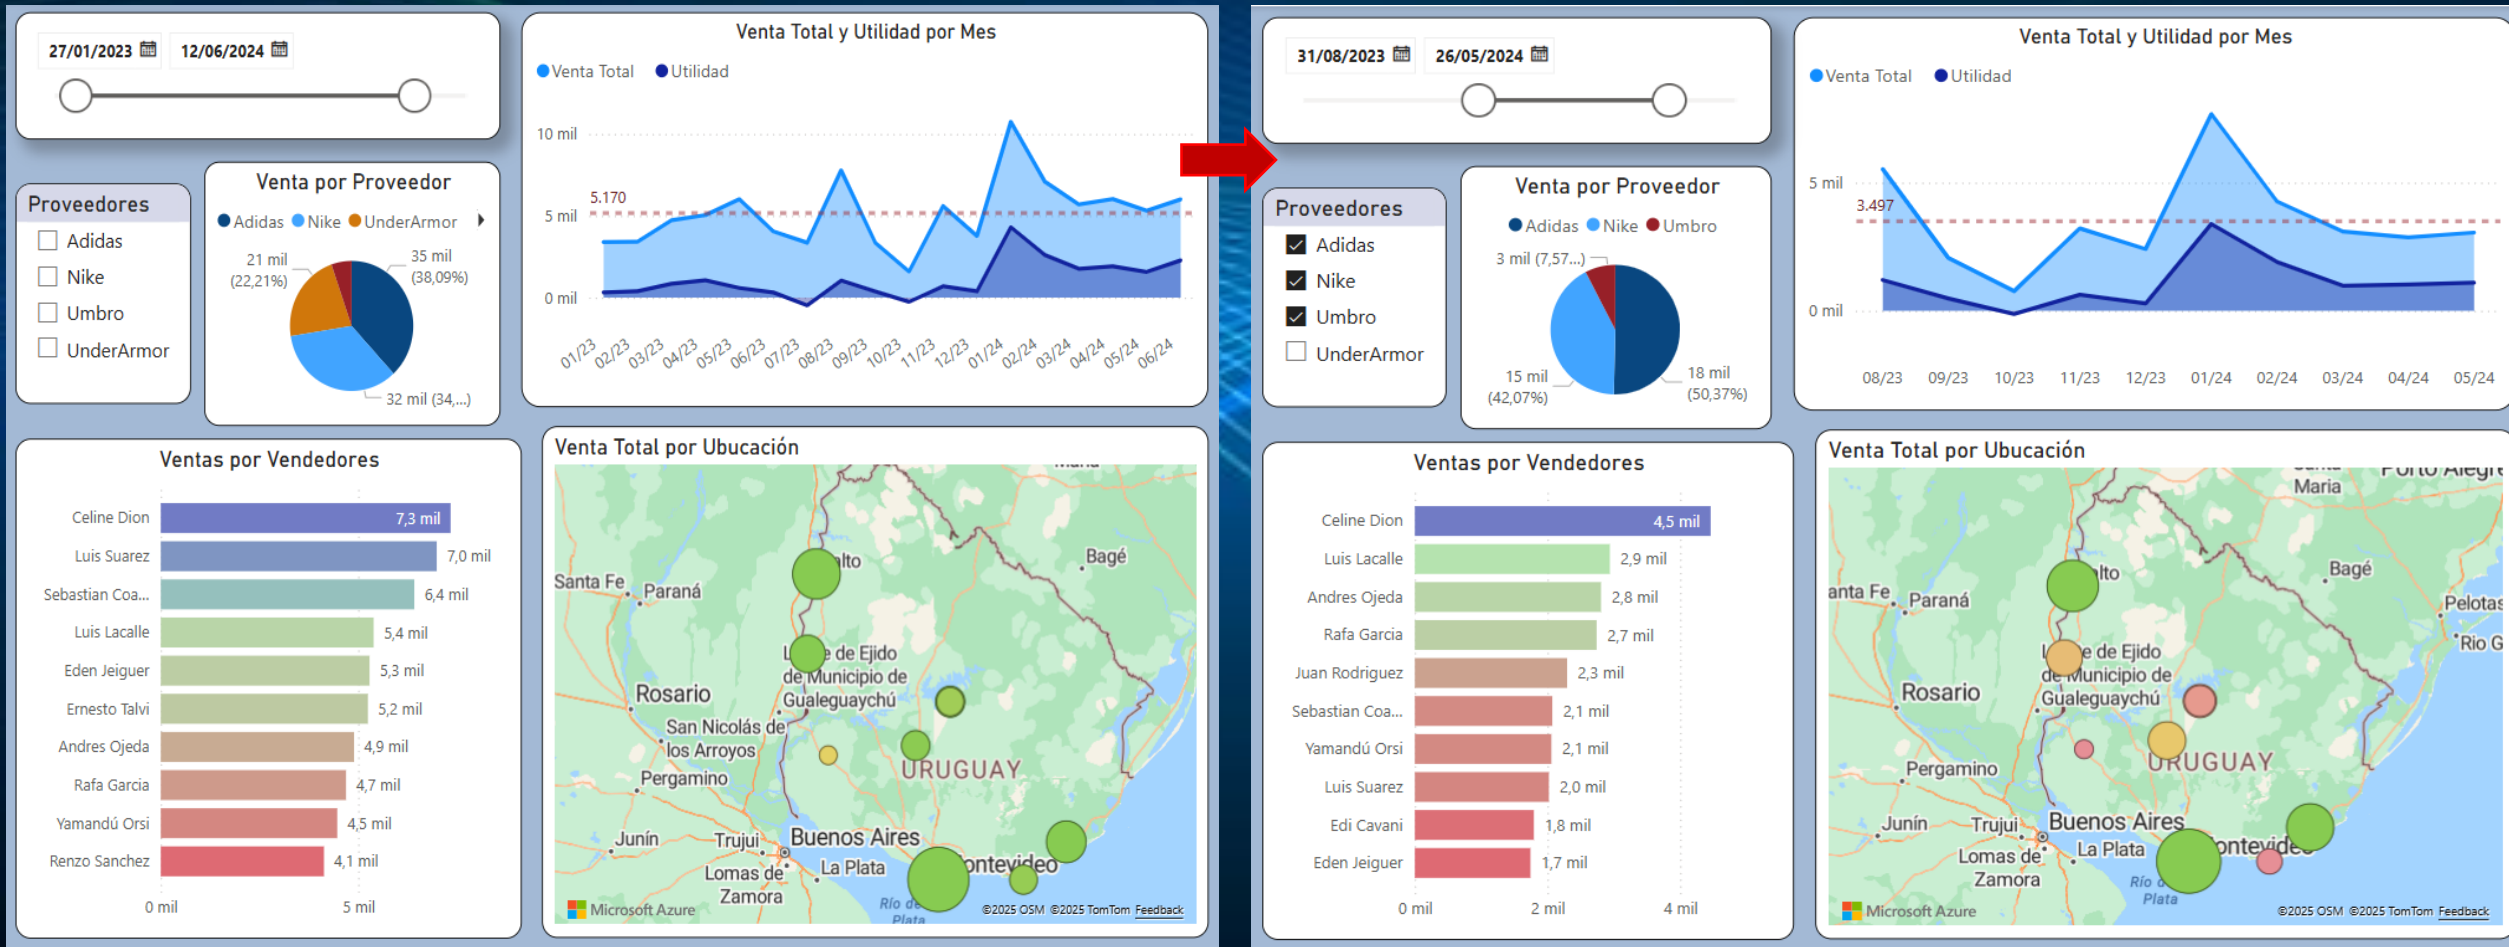 27/01/2023 12/06/2024
Proveedores
Adidas
Nike
Umbro
UnderArmor
Venta por Proveedor
Adidas Nike UnderArmor
21 mil
(22,21%)
35 mil
(38,09%)
32 mil (34,...)
Venta Total y Utilidad por Mes
Venta Total Utilidad
10 mil
5.170
5 mil
0 mil
01/23 02/23 03/23 04/23 05/23 06/23 07/23 08/23 09/23 10/23 11/23 12/23 01/24 02/24 03/24 04/24 05/24 06/24
Ventas por Vendedores
Celine Dion 7,3 mil
Luis Suarez 7,0 mil
Sebastian Coa... 6,4 mil
Luis Lacalle 5,4 mil
Eden Jeiguer 5,3 mil
Ernesto Talvi 5,2 mil
Andres Ojeda 4,9 mil
Rafa Garcia 4,7 mil
Yamandú Orsi 4,5 mil
Renzo Sanchez 4,1 mil
0 mil 5 mil
Venta Total por Ubucación
Bagé
alto
Santa Fe
Paraná
e de Ejido
de Municipio de
Gualeguaychú
Rosario
San Nicolás de
los Arroyos
Pergamino
URUGUAY
Junín
Trujui
Buenos Aires
ontevideo
La Plata
Lomas de
Zamora
Río de
Plata
Microsoft Azure
©2025 OSM ©2025 TomTom Feedback
31/08/2023 26/05/2024
Proveedores
Adidas
Nike
Umbro
UnderArmor
Venta por Proveedor
Adidas Nike Umbro
3 mil (7,57...)
15 mil
(42,07%)
18 mil
(50,37%)
Venta Total y Utilidad por Mes
Venta Total Utilidad
5 mil
3.497
0 mil
08/23 09/23 10/23 11/23 12/23 01/24 02/24 03/24 04/24 05/24
Ventas por Vendedores
Celine Dion 4,5 mil
Luis Lacalle 2,9 mil
Andres Ojeda 2,8 mil
Rafa Garcia 2,7 mil
Juan Rodriguez 2,3 mil
Sebastian Coa... 2,1 mil
Yamandú Orsi 2,1 mil
Luis Suarez 2,0 mil
Edi Cavani 1,8 mil
Eden Jeiguer 1,7 mil
0 mil 2 mil 4 mil
Venta Total por Ubucación
Porto Alegre
Maria
Bagé
alto
anta Fe
Paraná
Pelotas
Rio G
e de Ejido
de Municipio de
Gualeguaychú
Rosario
Pergamino
URUGUAY
Junín
Trujui
Buenos Aires
ontevide
La Plata
Lomas de
Zamora
Río d
Plata
Microsoft Azure
©2025 OSM ©2025 TomTom Feedback